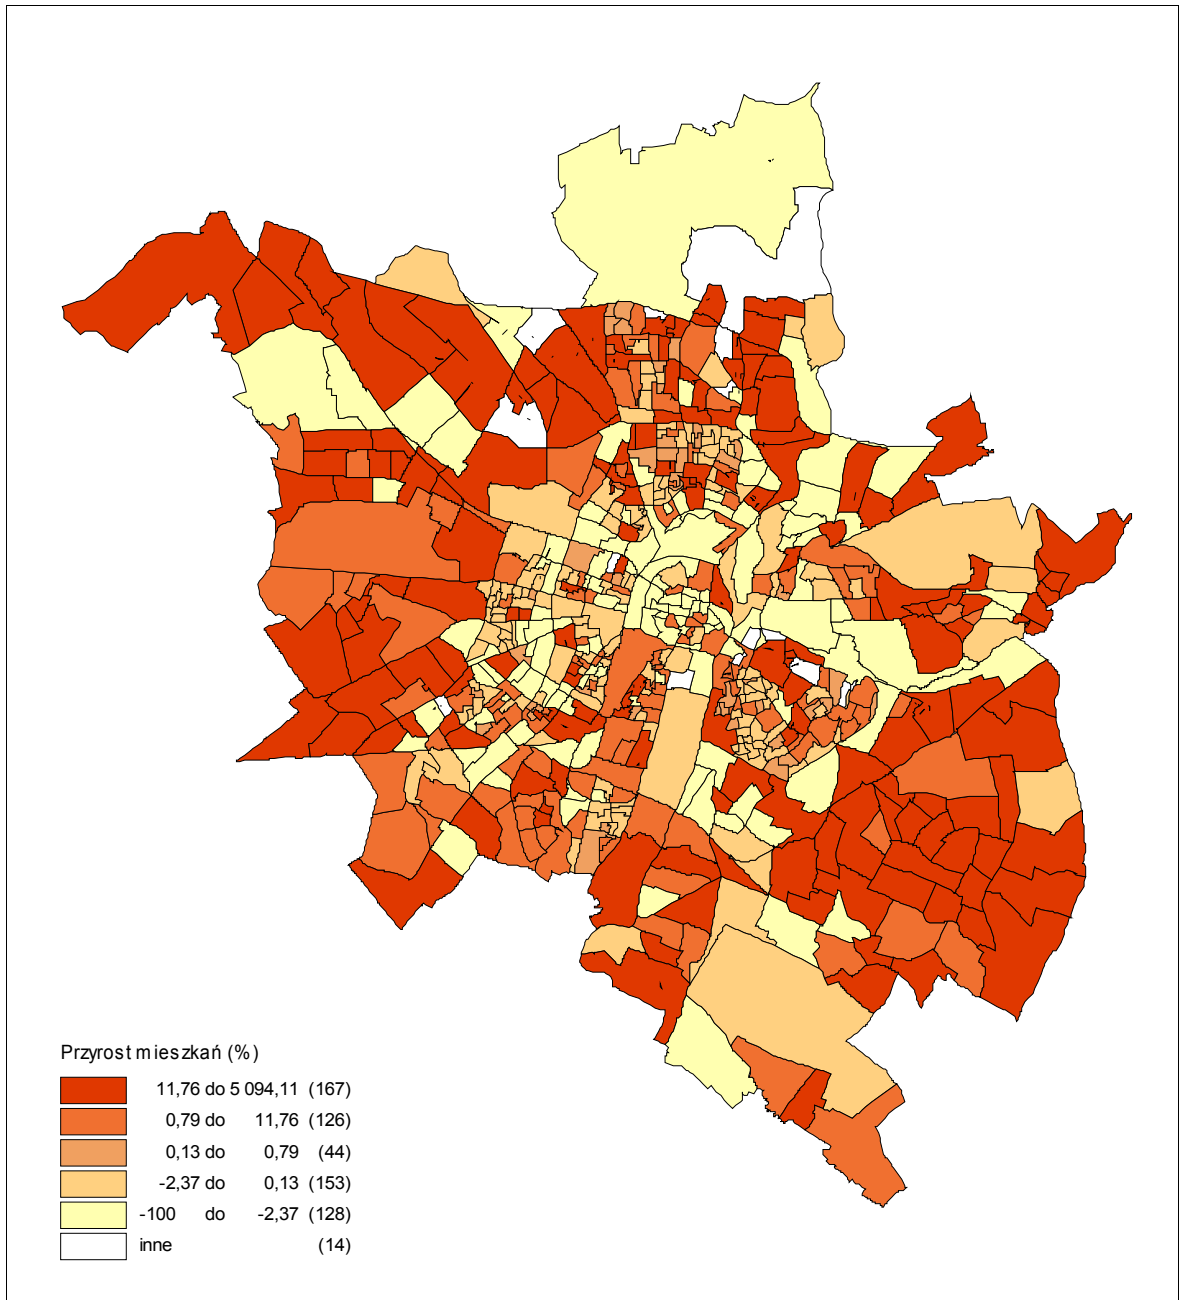 Przyrost mieszkań (%)
11,76 do 5 094,11 (167)
0,79 do 11,76 (126)
0,13 do 0,79 (44)
-2,37 do 0,13 (153)
-100 do -2,37 (128)
inne (14)